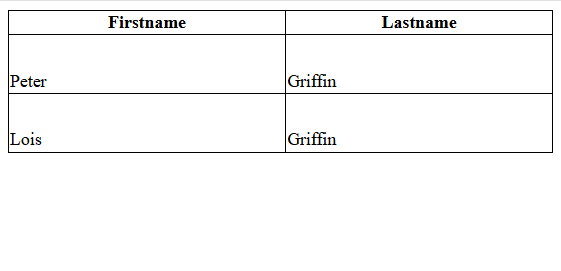 Firstname Lastname
Peter Griffin
Lois Griffin